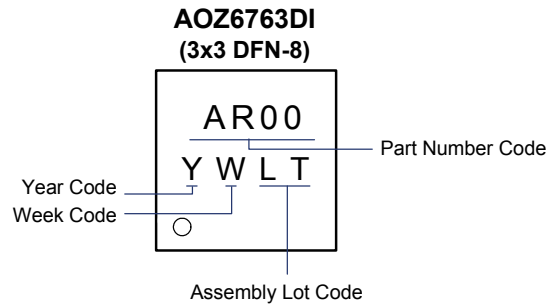 AOZ6763DI
(3x3 DFN-8)
AR00
Part Number Code
Y W L T
Year Code
Week Code
Assembly Lot Code